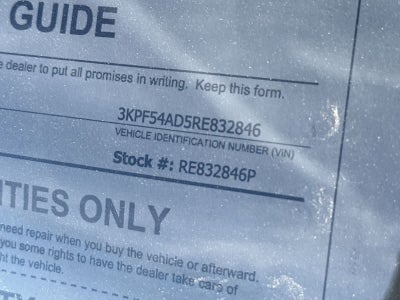 GUIDE
e dealer to put all promises in writing. Keep this form.
3KPF54AD5RE832846
VEHICLE IDENTIFICATION NUMBER (VIN)
Stock #: RE832846P
TIES ONLY
need repair when you buy the vehicle or afterward.
you some rights to have the dealer take care of
ht the vehicle.